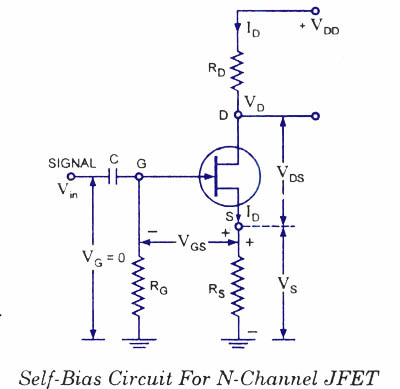 I_D
+ V_DD
R_D
D V_D
SIGNAL C G
V_in
V_DS
S I_D
− V_GS + +
V_G = 0
R_G
R_S
V_S
−
Self-Bias Circuit For N-Channel JFET